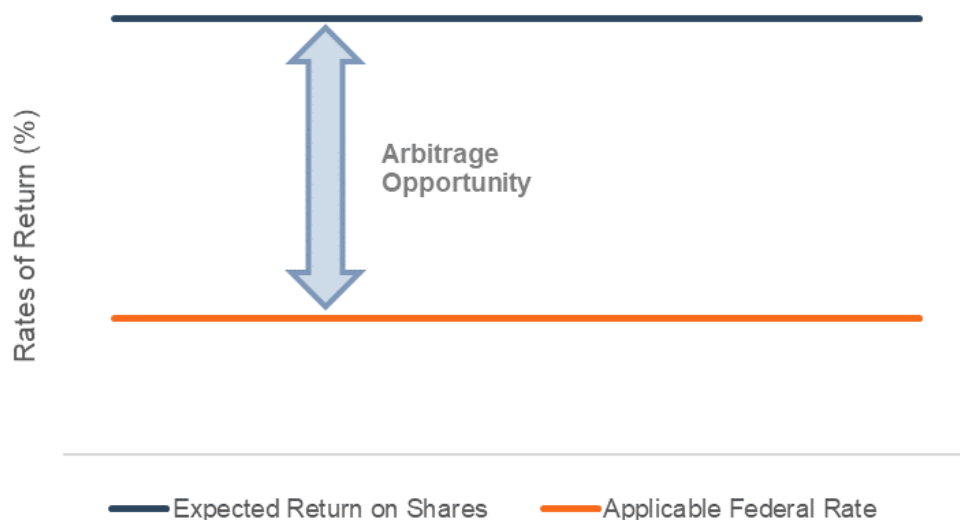 Rates of Return (%)
Arbitrage
Opportunity
Expected Return on Shares
Applicable Federal Rate